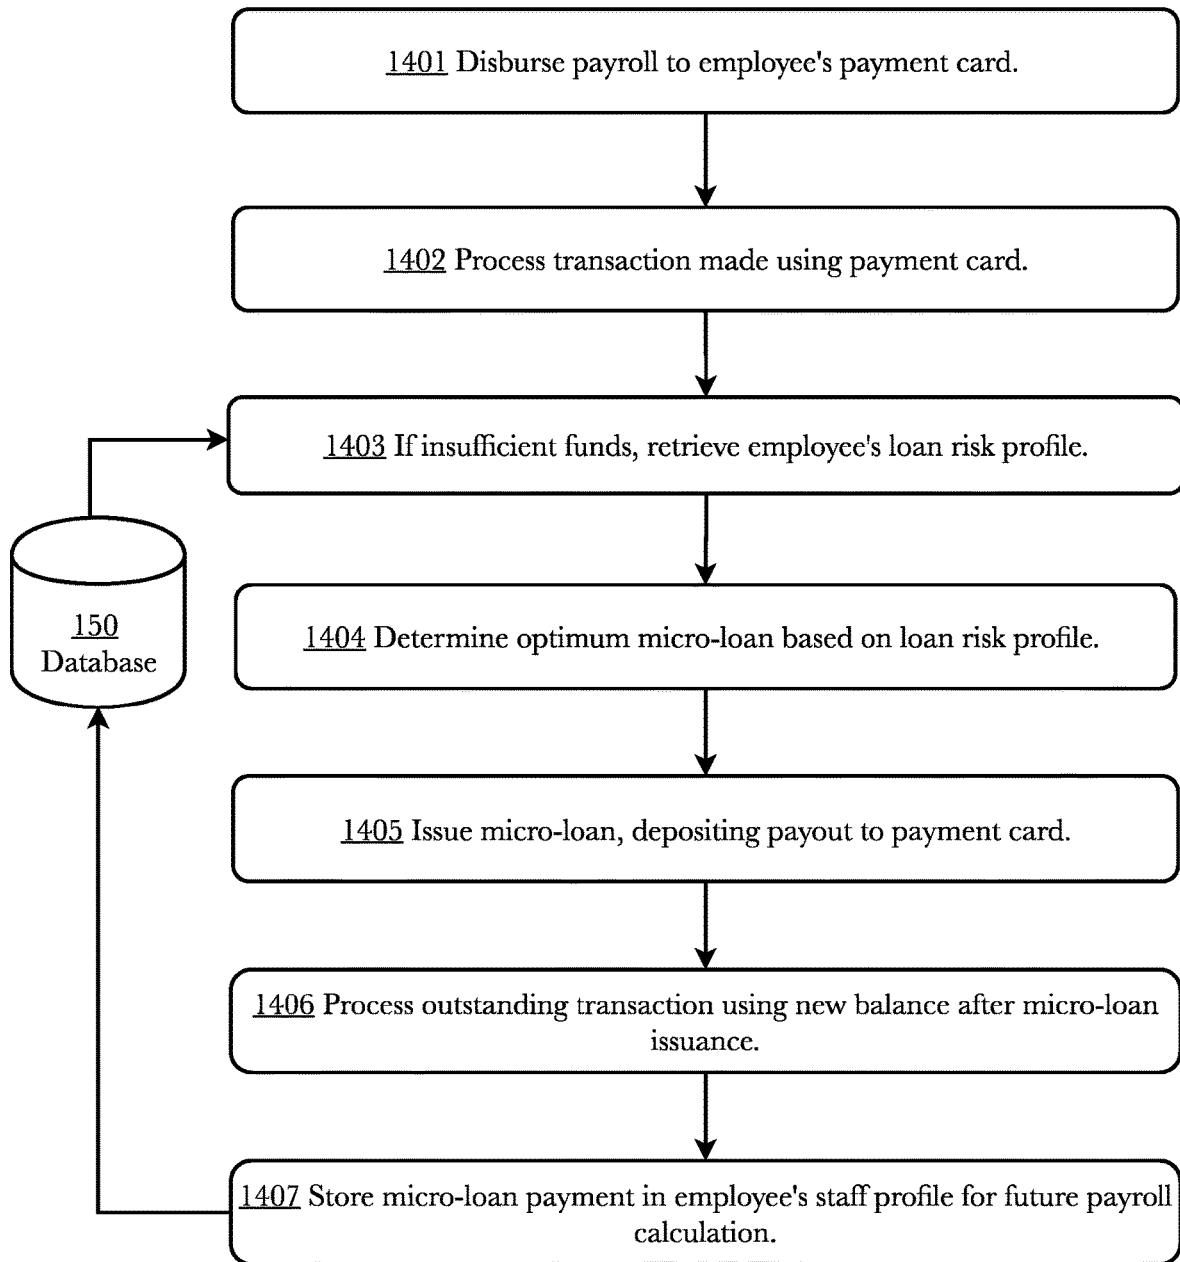 1401 Disburse payroll to employee's payment card.
1402 Process transaction made using payment card.
1403 If insufficient funds, retrieve employee's loan risk profile.
150
Database
1404 Determine optimum micro-loan based on loan risk profile.
1405 Issue micro-loan, depositing payout to payment card.
1406 Process outstanding transaction using new balance after micro-loan
issuance.
1407 Store micro-loan payment in employee's staff profile for future payroll
calculation.